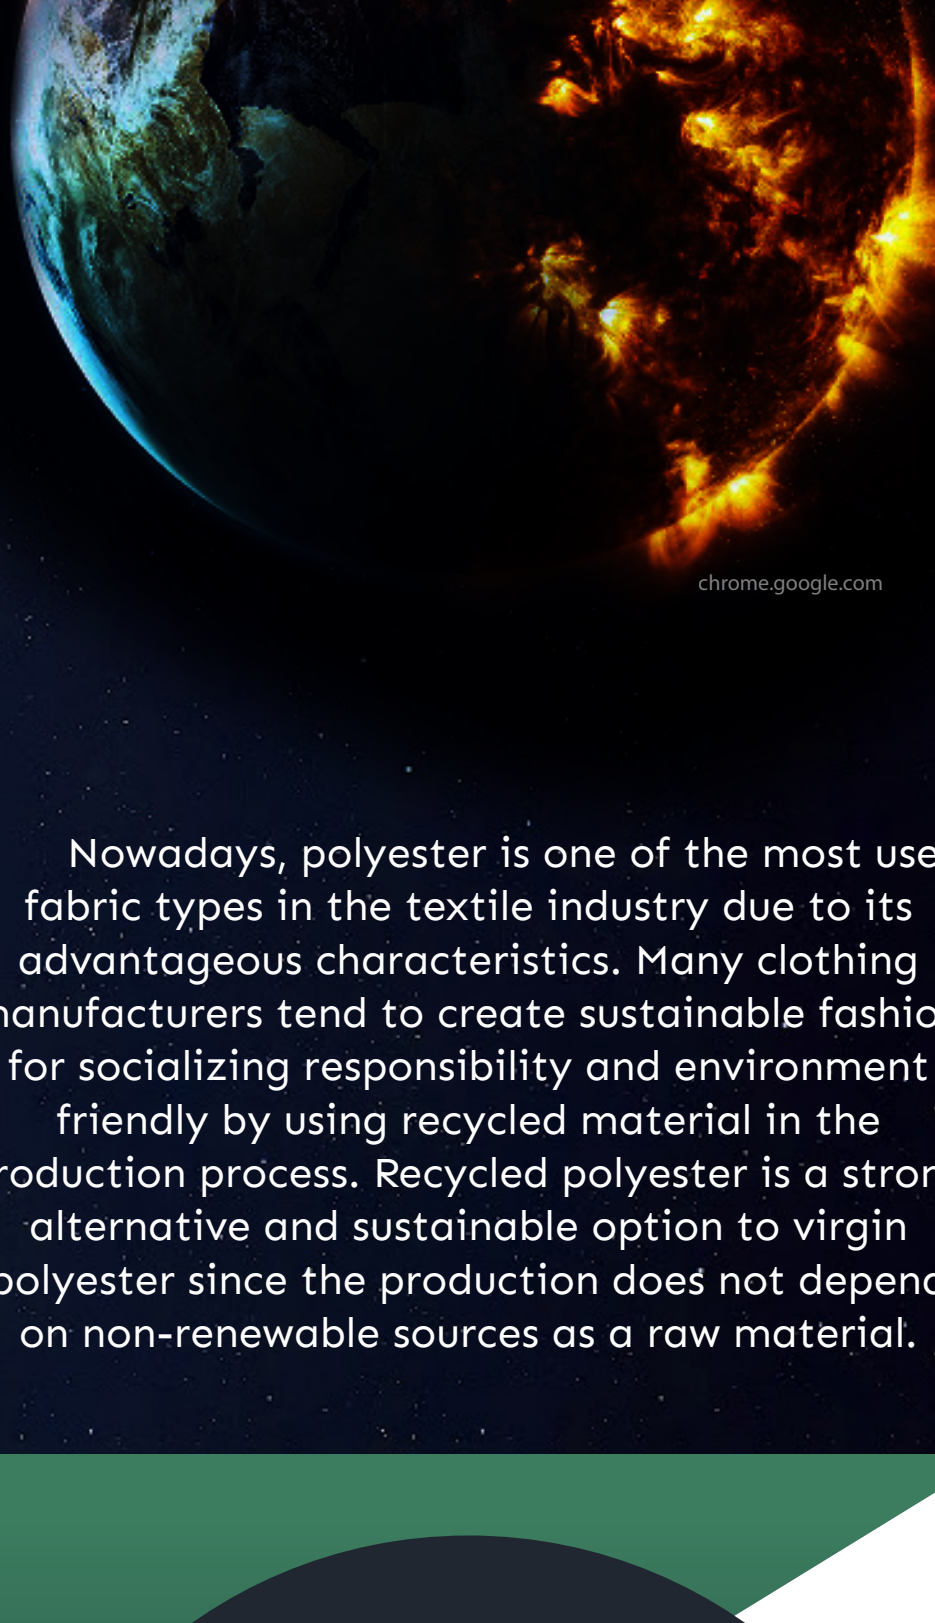 chrome.google.com
Nowadays, polyester is one of the most use
fabric types in the textile industry due to its
advantageous characteristics. Many clothing
anufacturers tend to create sustainable fashio
for socializing responsibility and environment
friendly by using recycled material in the
roduction process. Recycled polyester is a stron
alternative and sustainable option to virgin
polyester since the production does not depend
on non-renewable sources as a raw material.